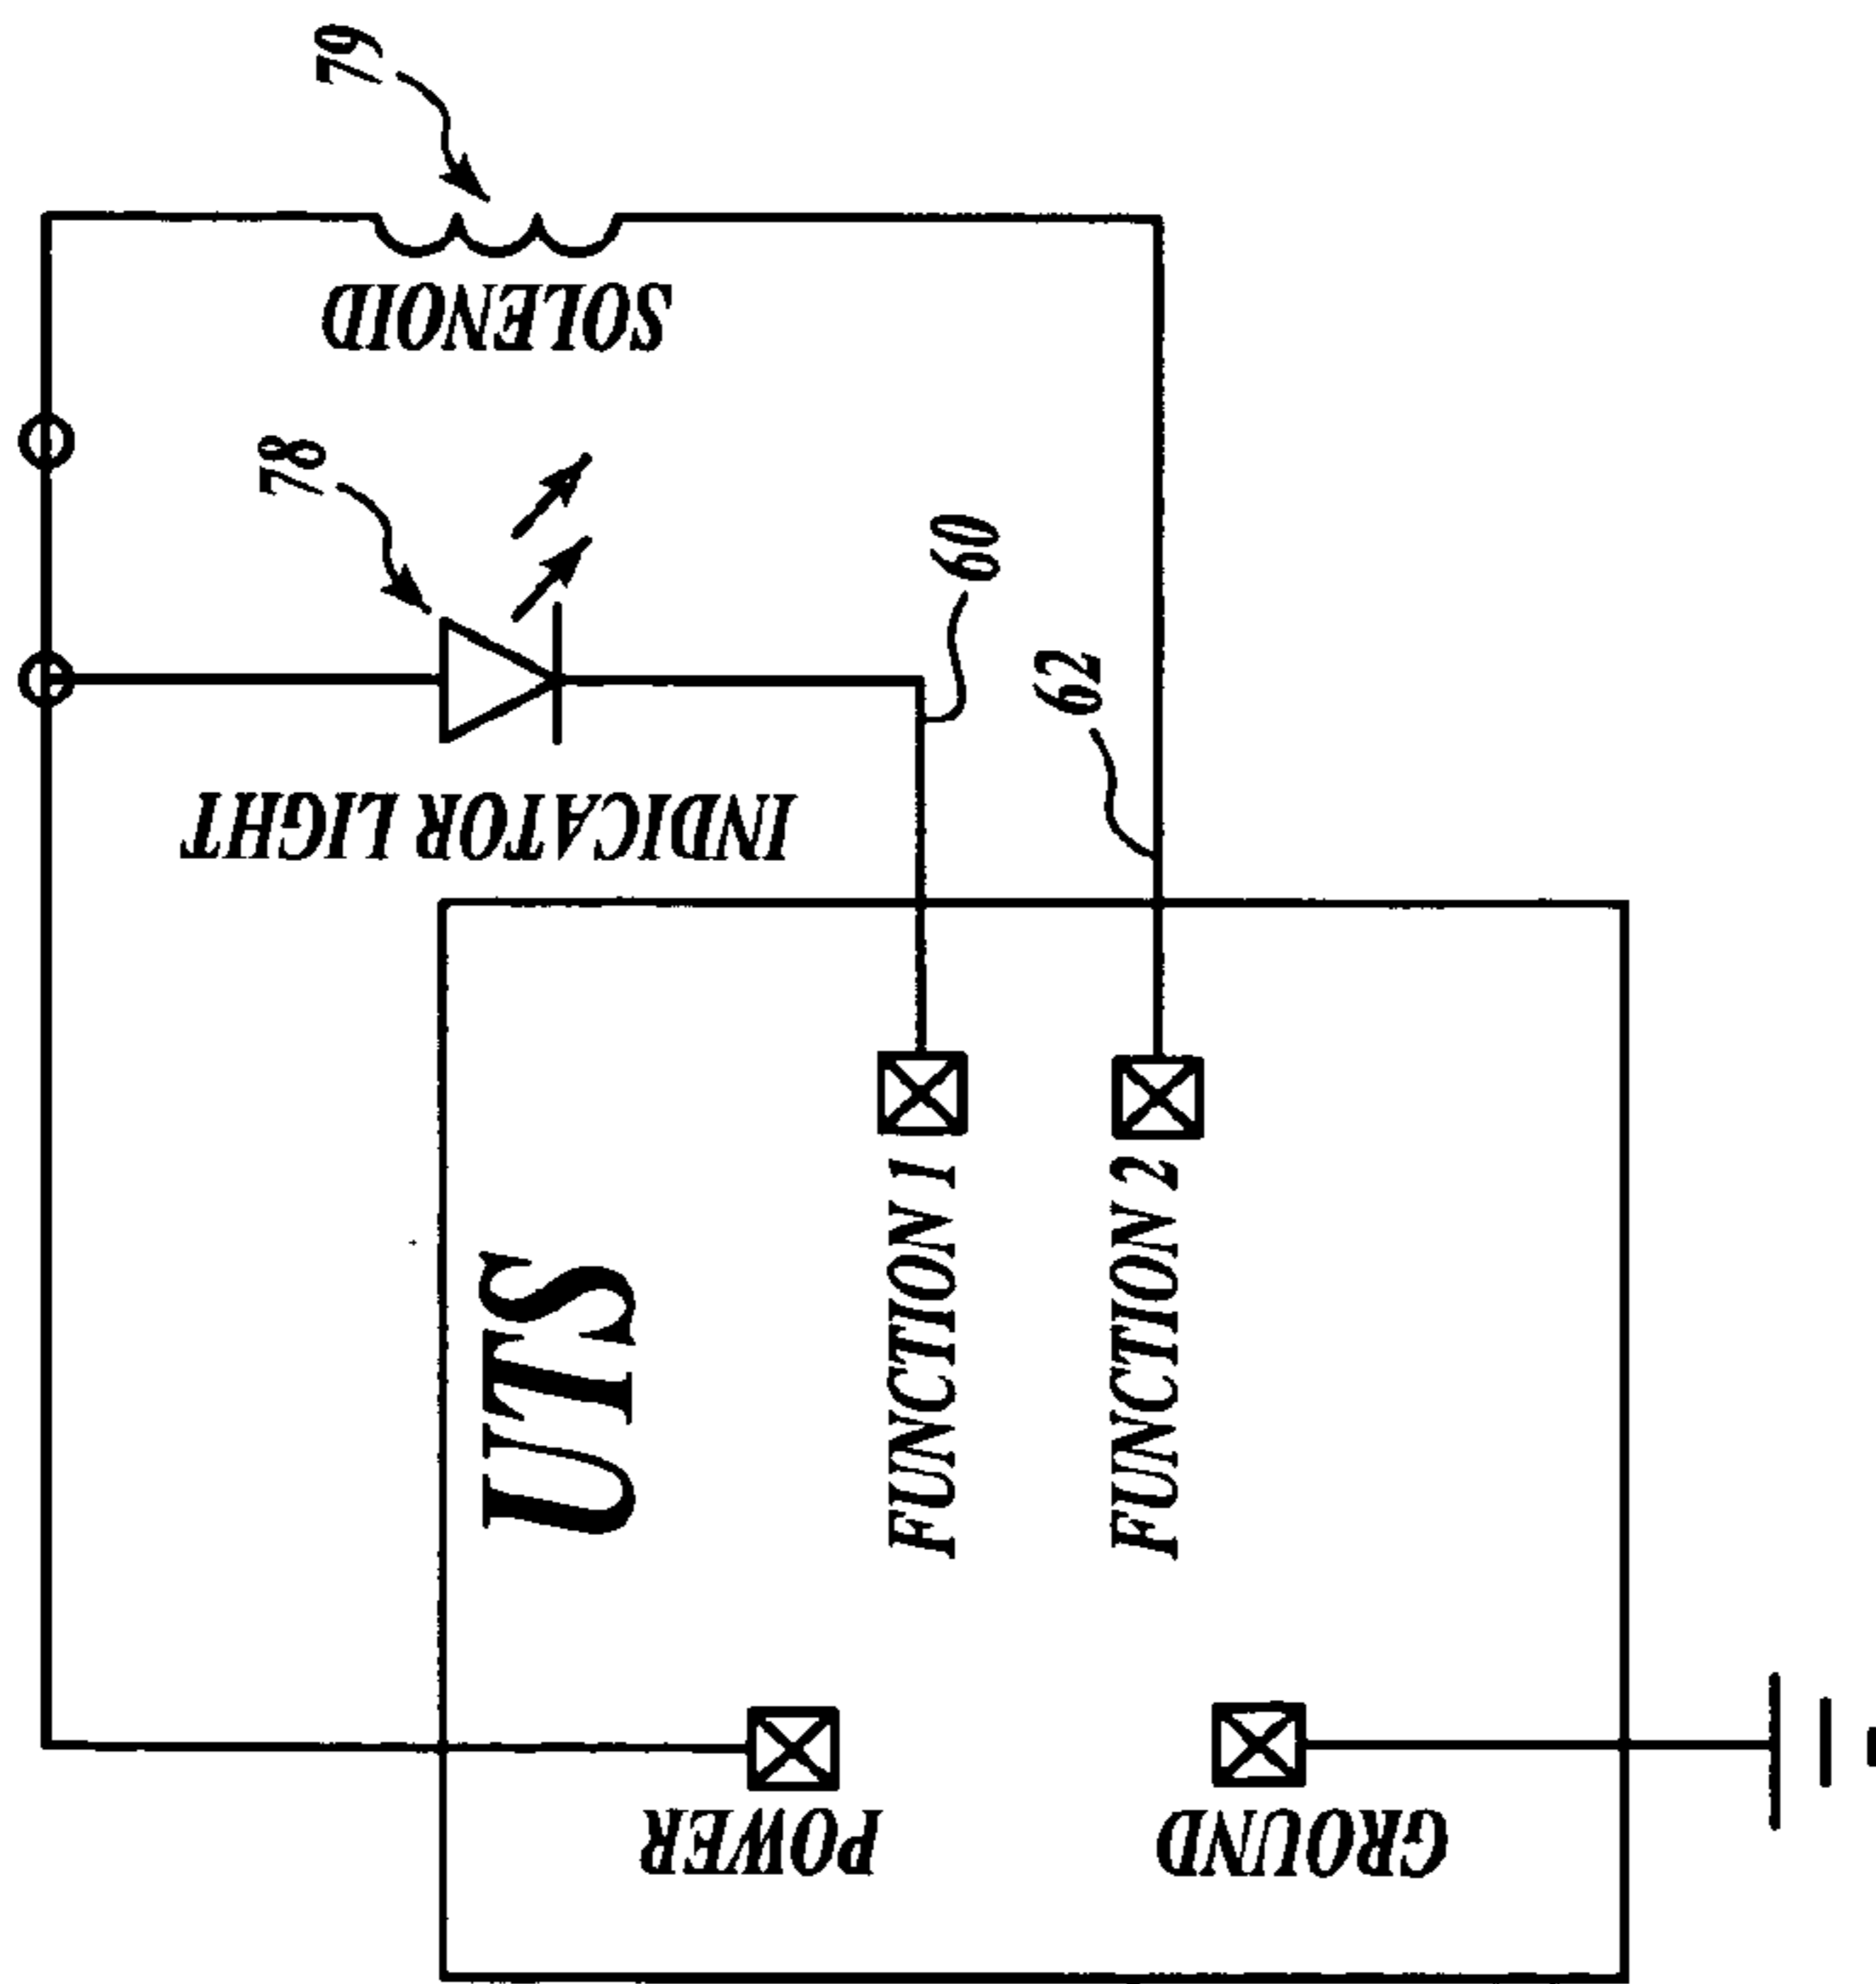 79
SOLENOID
78
INDICATOR LIGHT
60
62
UTS
FUNCTION 1
FUNCTION 2
POWER
GROUND